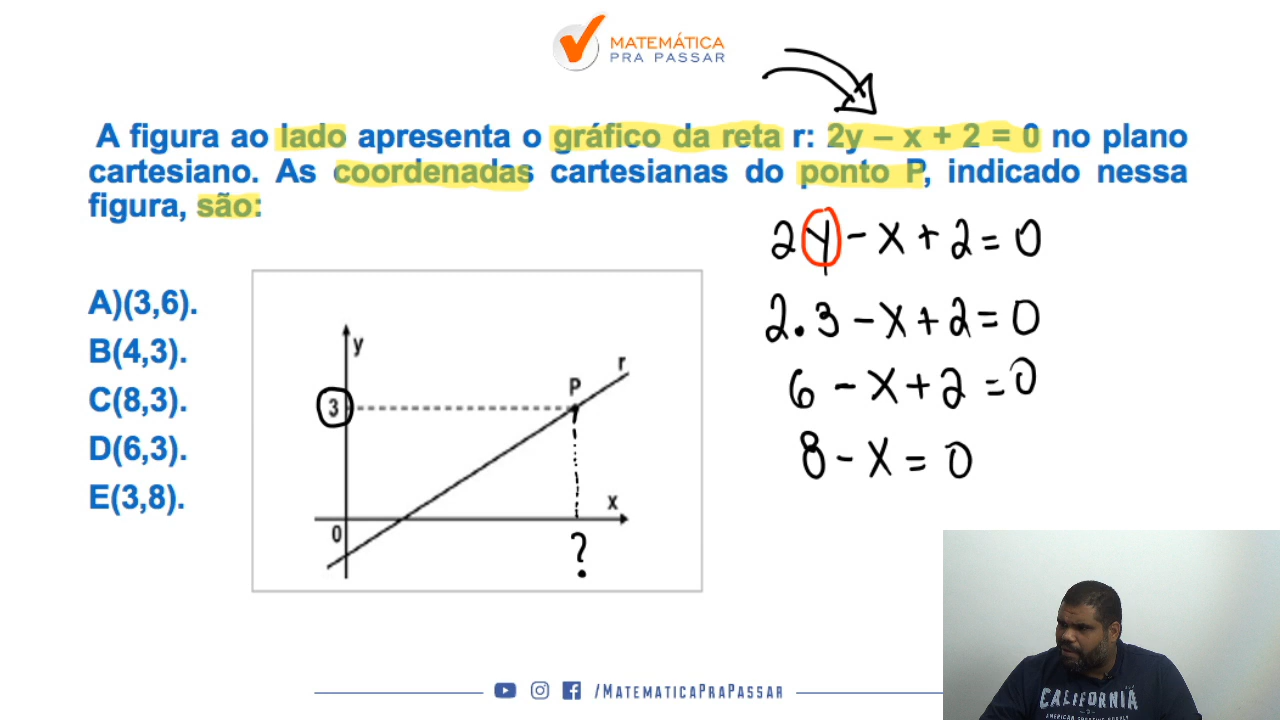 MATEMÁTICA
PRA PASSAR
A figura ao lado apresenta o gráfico da reta r: 2y – x + 2 = 0 no plano
cartesiano. As coordenadas cartesianas do ponto P, indicado nessa
figura, são:
A)(3,6).
B(4,3).
C(8,3).
D(6,3).
E(3,8).
y
r
P
3
x
0
?
2y - x + 2 = 0
2.3 - x + 2 = 0
6 - x + 2 = 0
8 - x = 0
CALIFORNIA
/MATEMATICAPRAPASSAR